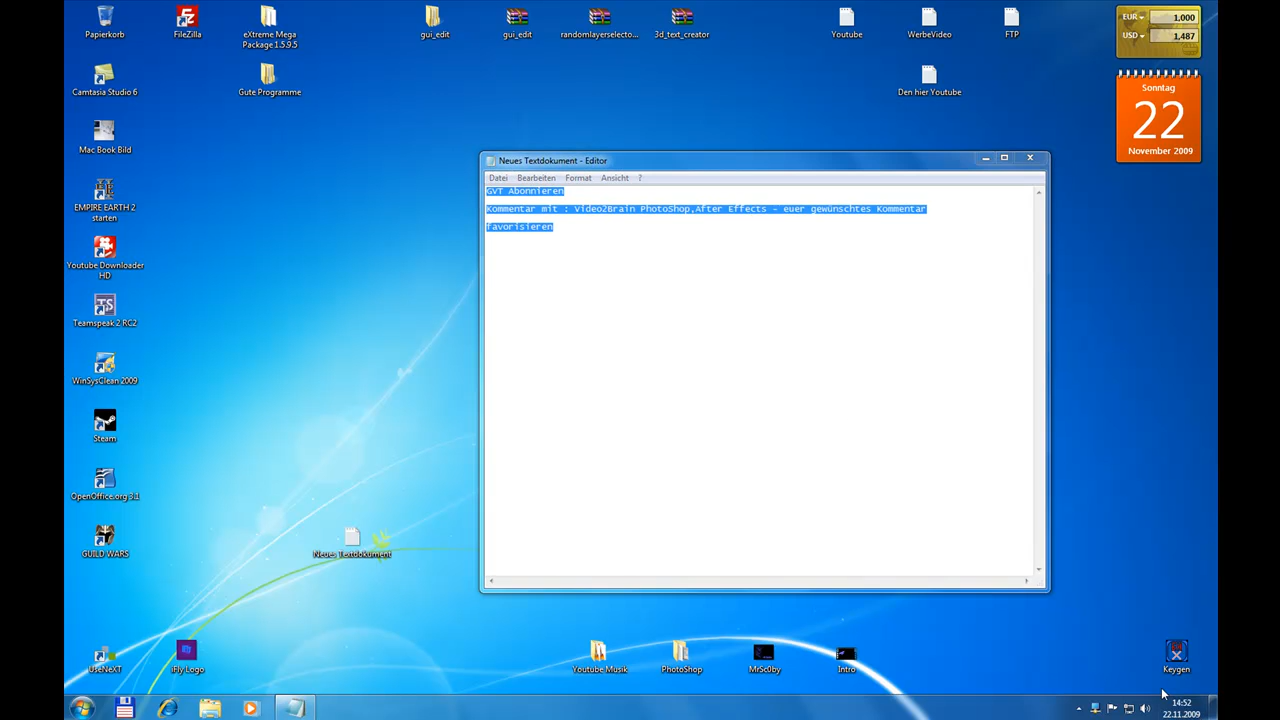 Papierkorb
FileZilla
eXtreme Mega
Package 1.5.9.5
gui_edit
gui_edit
randomlayerselecto...
3d_text_creator
Youtube
WerbeVideo
FTP
EUR
1,000
USD
1,487
Camtasia Studio 6
Gute Programme
Den hier Youtube
Sonntag
22
November 2009
Mac Book Bild
EMPIRE EARTH 2
starten
Youtube Downloader
HD
Teamspeak 2 RC2
WinSysClean 2009
Steam
OpenOffice.org 3.1
GUILD WARS
Neues Textdokument
Neues Textdokument - Editor
Datei Bearbeiten Format Ansicht ?
GVT Abonnieren
Kommentar mit : Video2Brain PhotoShop,After Effects - euer gewünschtes Kommentar
favorisieren
UseNeXT
iFly Logo
Youtube Musik
PhotoShop
MrSc0by
Intro
Keygen
14:52
22.11.2009